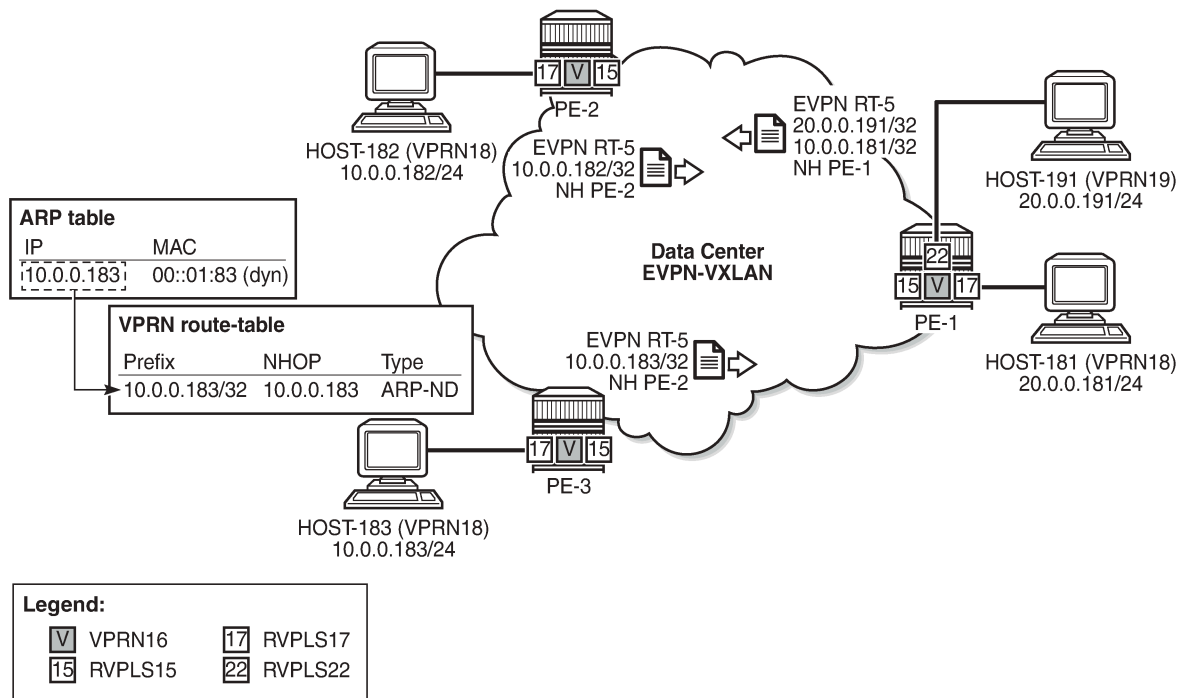 17 V 15
PE-2
HOST-182 (VPRN18)
10.0.0.182/24
EVPN RT-5
10.0.0.182/32
NH PE-2
EVPN RT-5
20.0.0.191/32
10.0.0.181/32
NH PE-1
HOST-191 (VPRN19)
20.0.0.191/24
ARP table
IP MAC
10.0.0.183 00::01:83 (dyn)
Data Center
EVPN-VXLAN
22
15 V 17
PE-1
HOST-181 (VPRN18)
20.0.0.181/24
VPRN route-table
Prefix NHOP Type
10.0.0.183/32 10.0.0.183 ARP-ND
EVPN RT-5
10.0.0.183/32
NH PE-2
17 V 15
PE-3
HOST-183 (VPRN18)
10.0.0.183/24
Legend:
V VPRN16 17 RVPLS17
15 RVPLS15 22 RVPLS22